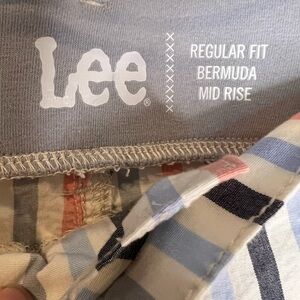 Lee®
REGULAR FIT
BERMUDA
MID RISE